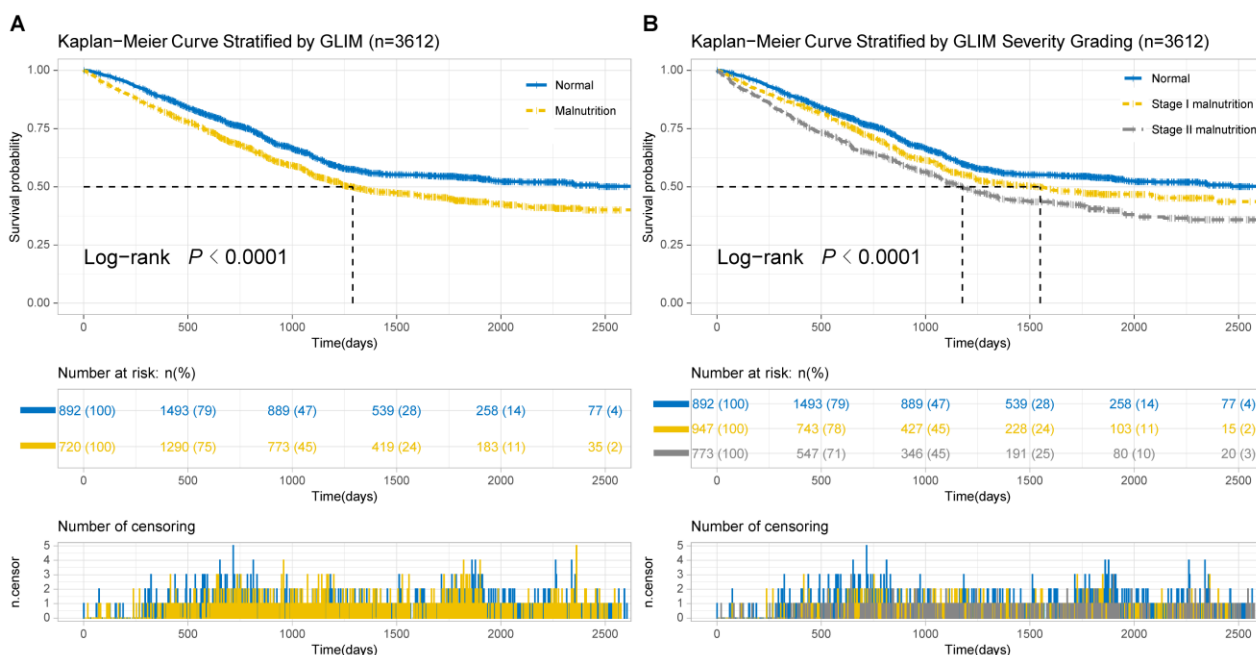 A
Kaplan−Meier Curve Stratified by GLIM (n=3612)
Survival probability
1.00
0.75
0.50
0.25
0.00
Normal
Malnutrition
Log−rank P < 0.0001
0 500 1000 1500 2000 2500
Time(days)
Number at risk: n(%)
892 (100) 1493 (79) 889 (47) 539 (28) 258 (14) 77 (4)
720 (100) 1290 (75) 773 (45) 419 (24) 183 (11) 35 (2)
0 500 1000 1500 2000 2500
Time(days)
Number of censoring
n.censor
5
4
3
2
1
0
0 500 1000 1500 2000 2500
Time(days)
B
Kaplan−Meier Curve Stratified by GLIM Severity Grading (n=3612)
Survival probability
1.00
0.75
0.50
0.25
0.00
Normal
Stage I malnutrition
Stage II malnutrition
Log−rank P < 0.0001
0 500 1000 1500 2000 2500
Time(days)
Number at risk: n(%)
892 (100) 1493 (79) 889 (47) 539 (28) 258 (14) 77 (4)
947 (100) 743 (78) 427 (45) 228 (24) 103 (11) 15 (2)
773 (100) 547 (71) 346 (45) 191 (25) 80 (10) 20 (3)
0 500 1000 1500 2000 2500
Time(days)
Number of censoring
n.censor
5
4
3
2
1
0
0 500 1000 1500 2000 2500
Time(days)